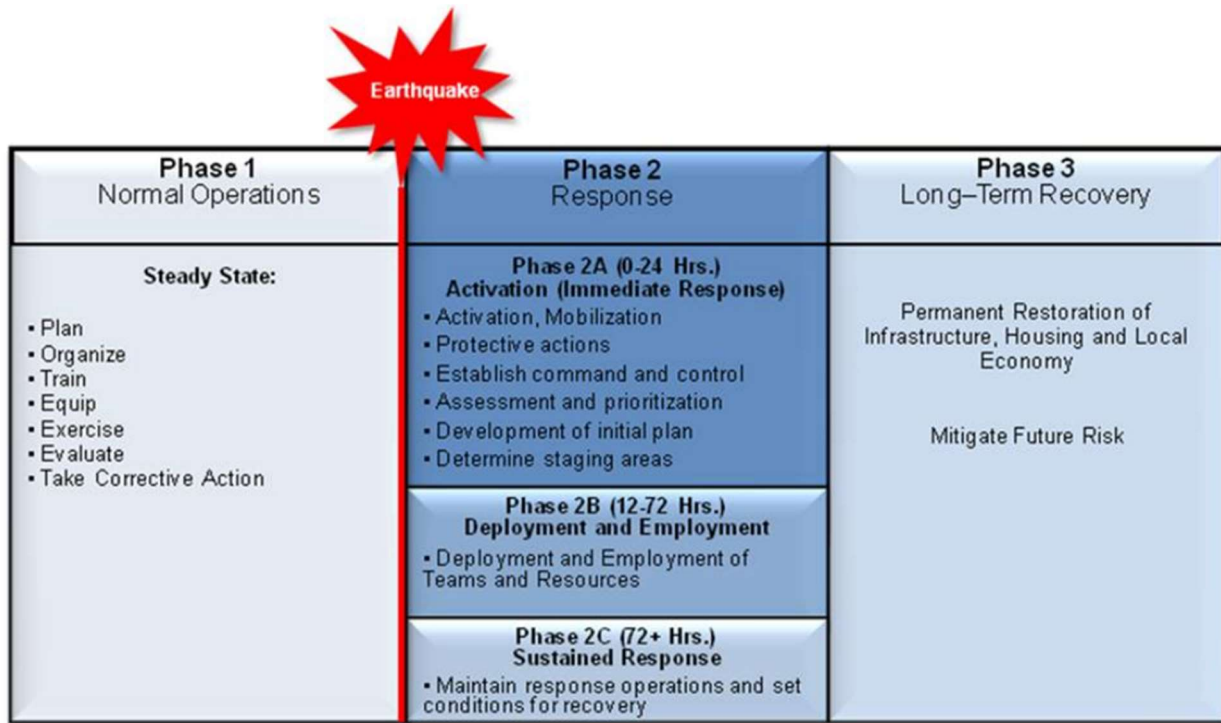 Earthquake
Phase 1
Normal Operations
Steady State:
▪ Plan
▪ Organize
▪ Train
▪ Equip
▪ Exercise
▪ Evaluate
▪ Take Corrective Action
Phase 2
Response
Phase 2A (0-24 Hrs.)
Activation (Immediate Response)
▪ Activation, Mobilization
▪ Protective actions
▪ Establish command and control
▪ Assessment and prioritization
▪ Development of initial plan
▪ Determine staging areas
Phase 2B (12-72 Hrs.)
Deployment and Employment
▪ Deployment and Employment of
Teams and Resources
Phase 2C (72+ Hrs.)
Sustained Response
▪ Maintain response operations and set
conditions for recovery
Phase 3
Long–Term Recovery
Permanent Restoration of
Infrastructure, Housing and Local
Economy
Mitigate Future Risk